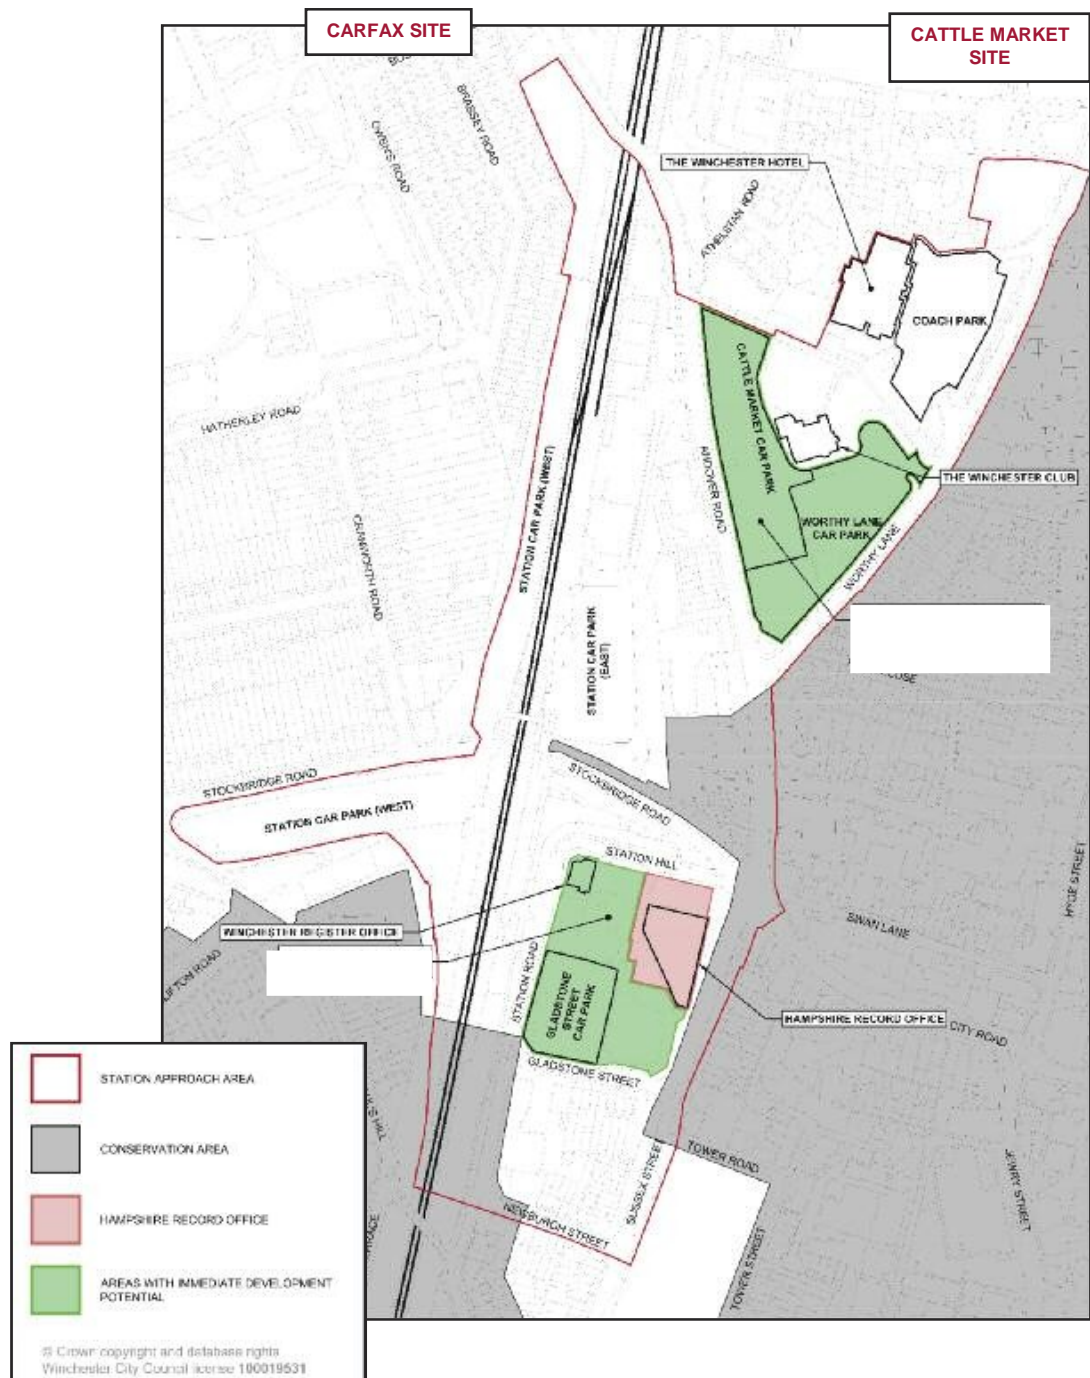 CARFAX SITE
CATTLE MARKET
SITE
BRASSEY ROAD
OWENS ROAD
THE WINCHESTER HOTEL
ATHELSTAN ROAD
COACH PARK
CATTLE MARKET CAR PARK
HATHERLEY ROAD
ANDOVER ROAD
THE WINCHESTER CLUB
STATION CAR PARK (WEST)
WORTHY LANE
CAR PARK
CRANWORTH ROAD
WORTHY LANE
STATION CAR PARK
(EAST)
STOCKBRIDGE ROAD
STATION CAR PARK (WEST)
STOCKBRIDGE ROAD
STATION HILL
HYDE STREET
SWAN LANE
WINCHESTER REGISTER OFFICE
STATION ROAD
GLADSTONE
STREET
CAR PARK
HAMPSHIRE RECORD OFFICE
CITY ROAD
GLADSTONE STREET
TOWER ROAD
SUSSEX STREET
JEWRY STREET
NEWBURGH STREET
TOWER STREET
STATION APPROACH AREA
CONSERVATION AREA
HAMPSHIRE RECORD OFFICE
AREAS WITH IMMEDIATE DEVELOPMENT
POTENTIAL
© Crown copyright and database rights
Winchester City Council license 100019531